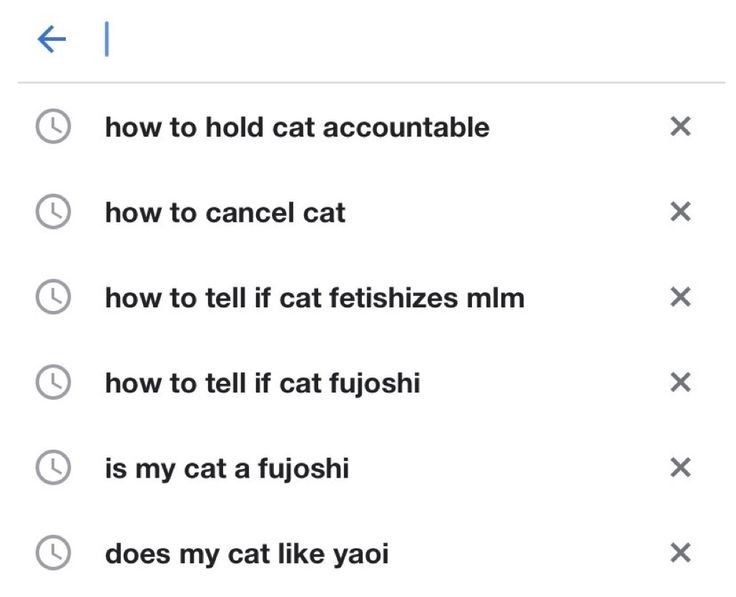 how to hold cat accountable
how to cancel cat
how to tell if cat fetishizes mlm
how to tell if cat fujoshi
is my cat a fujoshi
does my cat like yaoi